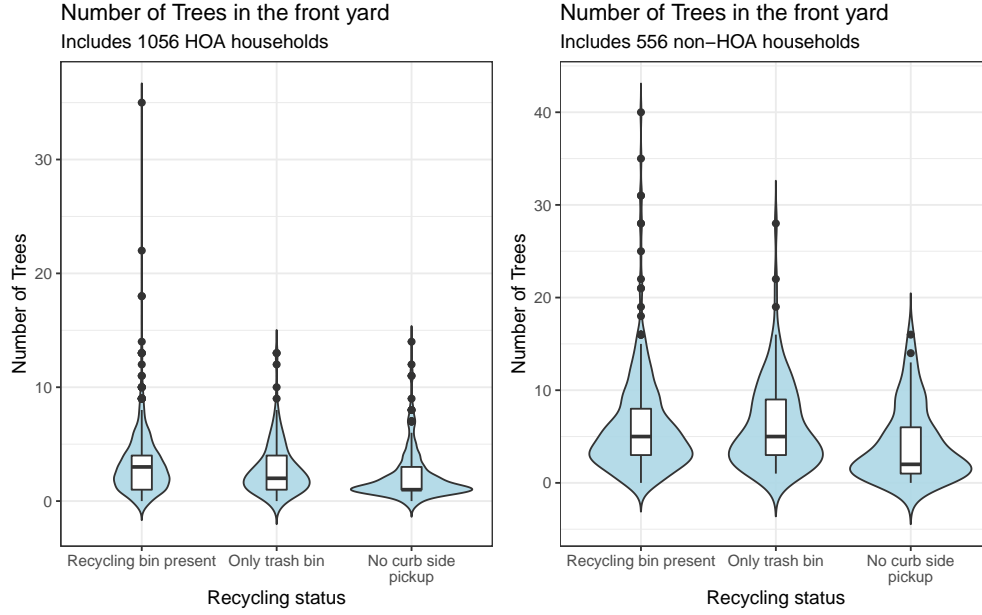 Number of Trees in the front yard
Includes 1056 HOA households
Number of Trees
30
20
10
0
Recycling bin present
Only trash bin
No curb side
pickup
Recycling status
Number of Trees in the front yard
Includes 556 non−HOA households
Number of Trees
40
30
20
10
0
Recycling bin present
Only trash bin
No curb side
pickup
Recycling status